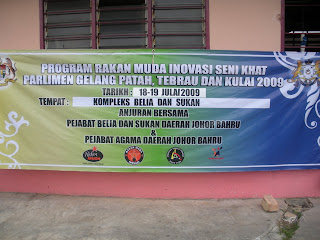 PROGRAM RAKAN MUDA INOVASI SENI KHAT
PARLIMEN GELANG PATAH, TEBRAU DAN KULAI 2009
TARIKH : 18-19 JULAI 2009
TEMPAT : KOMPLEKS BELIA DAN SUKAN
ANJURAN BERSAMA
PEJABAT BELIA DAN SUKAN DAERAH JOHOR BAHRU
&
PEJABAT AGAMA DAERAH JOHOR BAHRU